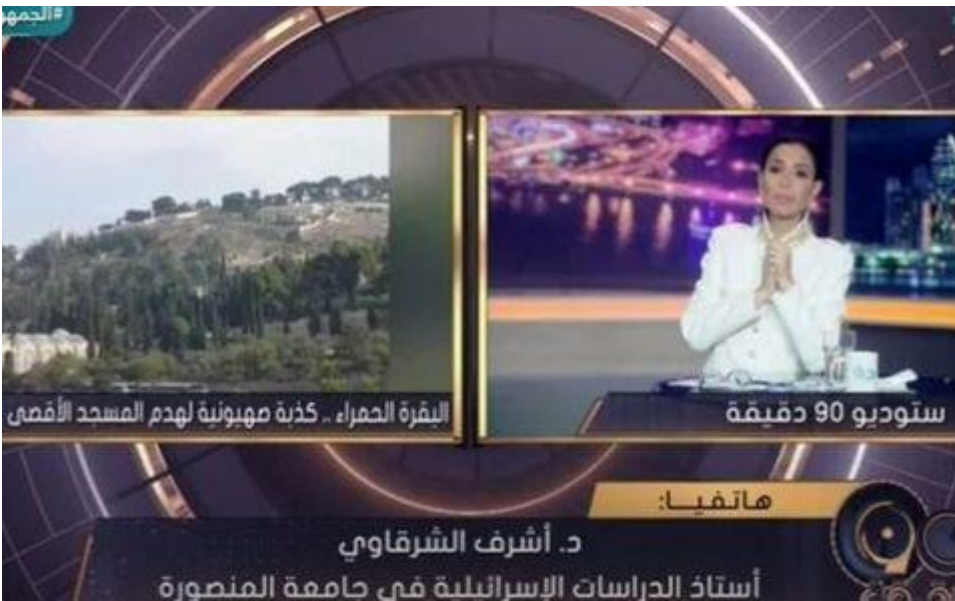 #الجمهو
البقرة الحمراء .. كذبة صهيونية لهدم المسجد الأقصى
ستوديو 90 دقيقة
هاتفيا:
د. أشرف الشرقاوي
أستاذ الدراسات الإسرائيلية في جامعة المنصورة